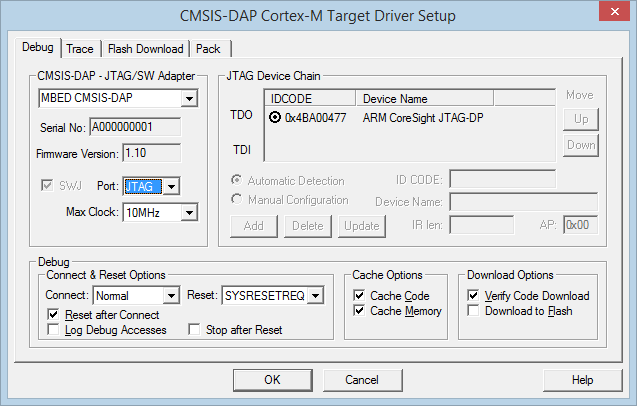 CMSIS-DAP Cortex-M Target Driver Setup
Debug Trace Flash Download Pack
CMSIS-DAP - JTAG/SW Adapter
MBED CMSIS-DAP
Serial No: A000000001
Firmware Version: 1.10
SWJ Port: JTAG
Max Clock: 10MHz
JTAG Device Chain
IDCODE Device Name Move
TDO 0x4BA00477 ARM CoreSight JTAG-DP Up
TDI Down
Automatic Detection ID CODE:
Manual Configuration Device Name:
Add Delete Update IR len: AP: 0x00
Debug
Connect & Reset Options
Connect: Normal Reset: SYSRESETREQ
Reset after Connect
Log Debug Accesses Stop after Reset
Cache Options
Cache Code
Cache Memory
Download Options
Verify Code Download
Download to Flash
OK Cancel Help